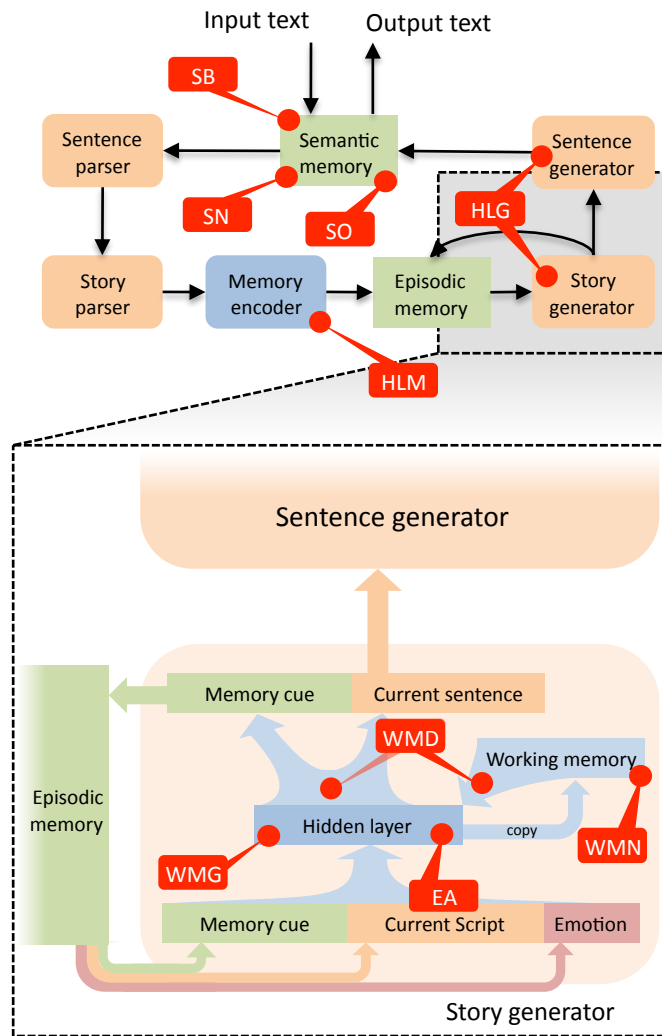 Input text
Output text
SB
Sentence
parser
Semantic
memory
Sentence
generator
SN
SO
HLG
Story
parser
Memory
encoder
Episodic
memory
Story
generator
HLM
Sentence generator
Memory cue
Current sentence
WMD
Working memory
Episodic
memory
Hidden layer
copy
WMG
EA
WMN
Memory cue
Current Script
Emotion
Story generator